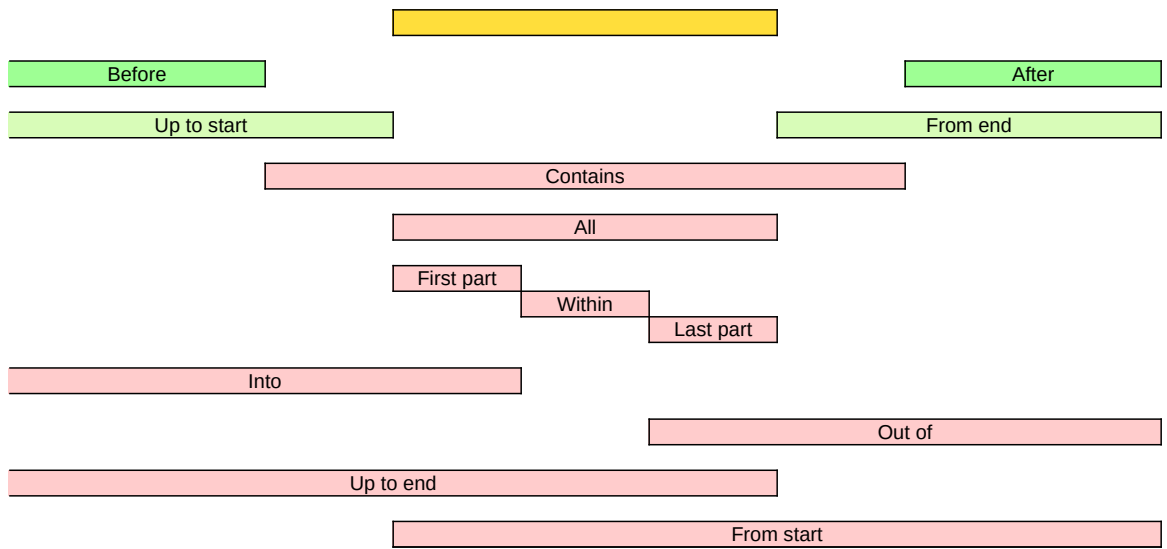 Before
After
Up to start
From end
Contains
All
First part
Within
Last part
Into
Out of
Up to end
From start